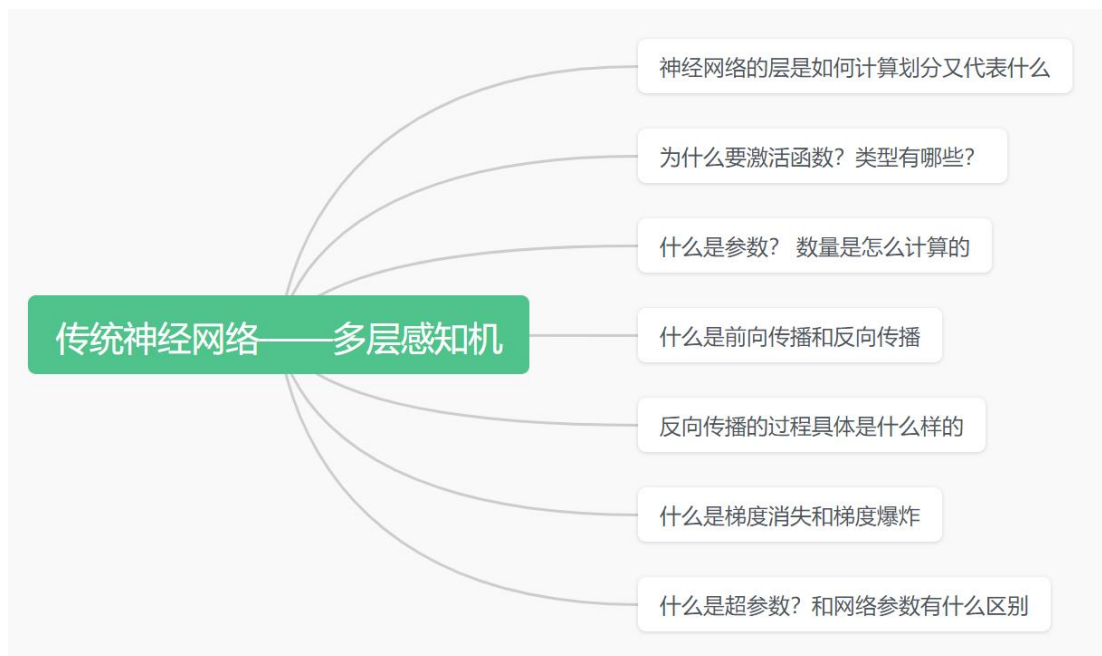 神经网络的层是如何计算划分又代表什么
为什么要激活函数？类型有哪些？
什么是参数？ 数量是怎么计算的
传统神经网络——多层感知机
什么是前向传播和反向传播
反向传播的过程具体是什么样的
什么是梯度消失和梯度爆炸
什么是超参数？和网络参数有什么区别